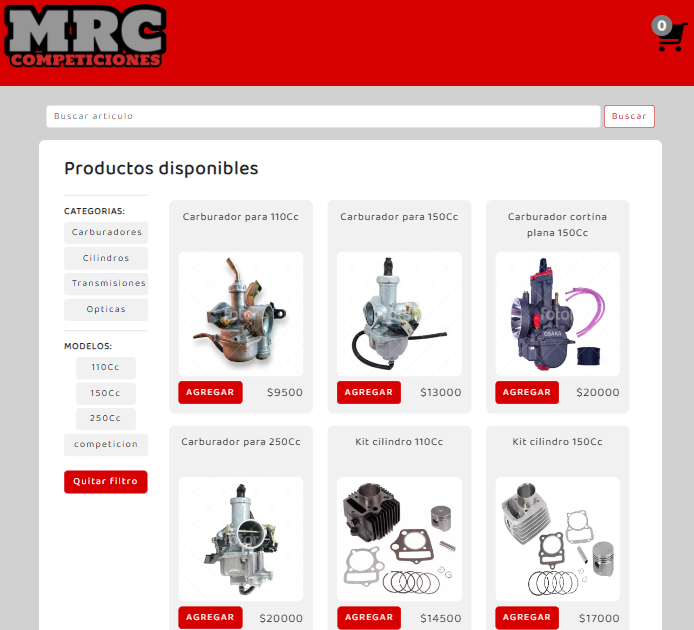 MRC
COMPETICIONES
0
Buscar articulo
Buscar
Productos disponibles
CATEGORIAS:
Carburadores
Cilindros
Transmisiones
Opticas
MODELOS:
110Cc
150Cc
250Cc
competicion
Quitar filtro
Carburador para 110Cc
AGREGAR
$9500
Carburador para 150Cc
AGREGAR
$13000
Carburador cortina
plana 150Cc
OSAKA
AGREGAR
$20000
Carburador para 250Cc
AGREGAR
$20000
Kit cilindro 110Cc
AGREGAR
$14500
Kit cilindro 150Cc
AGREGAR
$17000